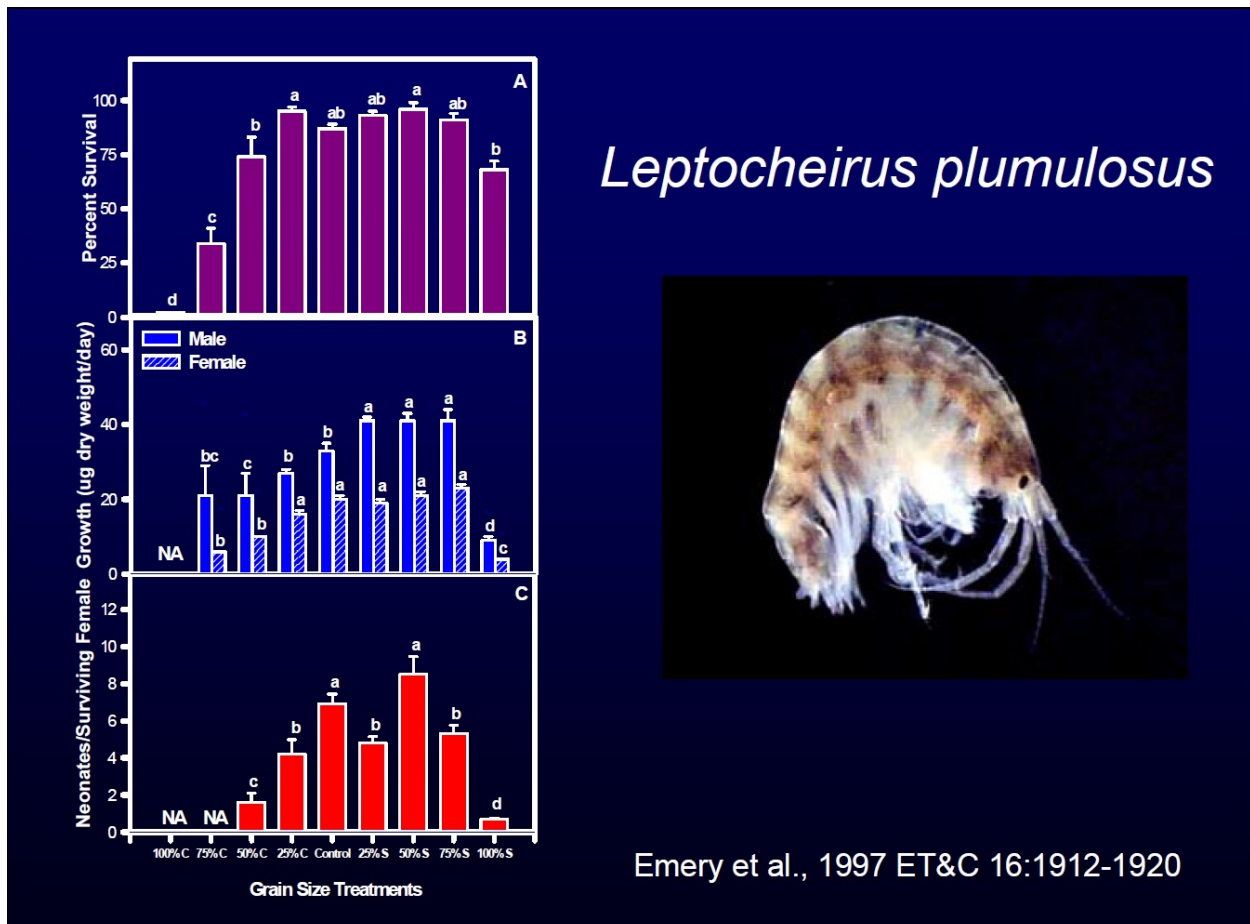 A
Percent Survival
100
75
50
25
0
d
c
b
a
ab
ab
a
ab
b
Leptocheirus plumulosus
B
Male
Female
Growth (ug dry weight/day)
60
40
20
0
NA
bc
b
c
b
b
a
b
a
a
a
a
a
a
a
d
c
C
Neonates/Surviving Female
12
10
8
6
4
2
0
NA
NA
c
b
a
b
a
b
d
100% C 75% C 50% C 25% C Control 25% S 50% S 75% S 100% S
Grain Size Treatments
Emery et al., 1997 ET&C 16:1912-1920